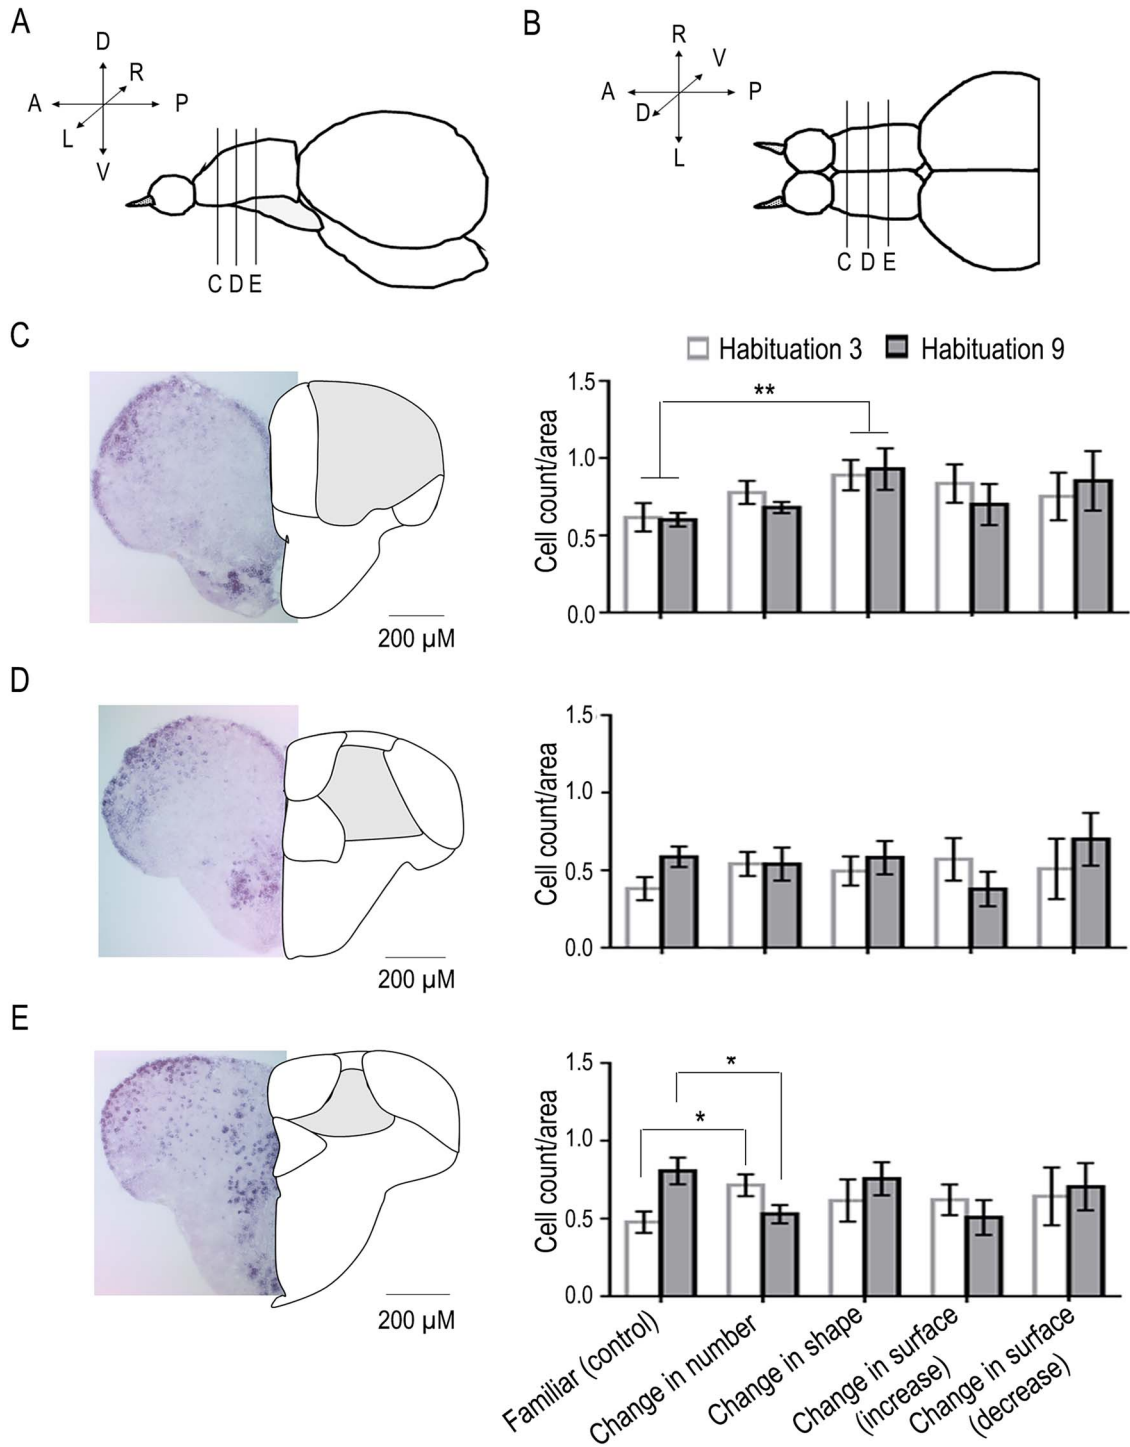 A
B
D
R
A
P
L
V
C D E
R
V
A
P
D
L
C D E
C
Habituation 3
Habituation 9
200 µM
Cell count/area
1.5
1.0
0.5
0.0
**
D
200 µM
Cell count/area
1.5
1.0
0.5
0.0
E
200 µM
Cell count/area
1.5
1.0
0.5
0.0
*
*
Familiar (control)
Change in number
Change in shape
Change in surface
(increase)
Change in surface
(decrease)